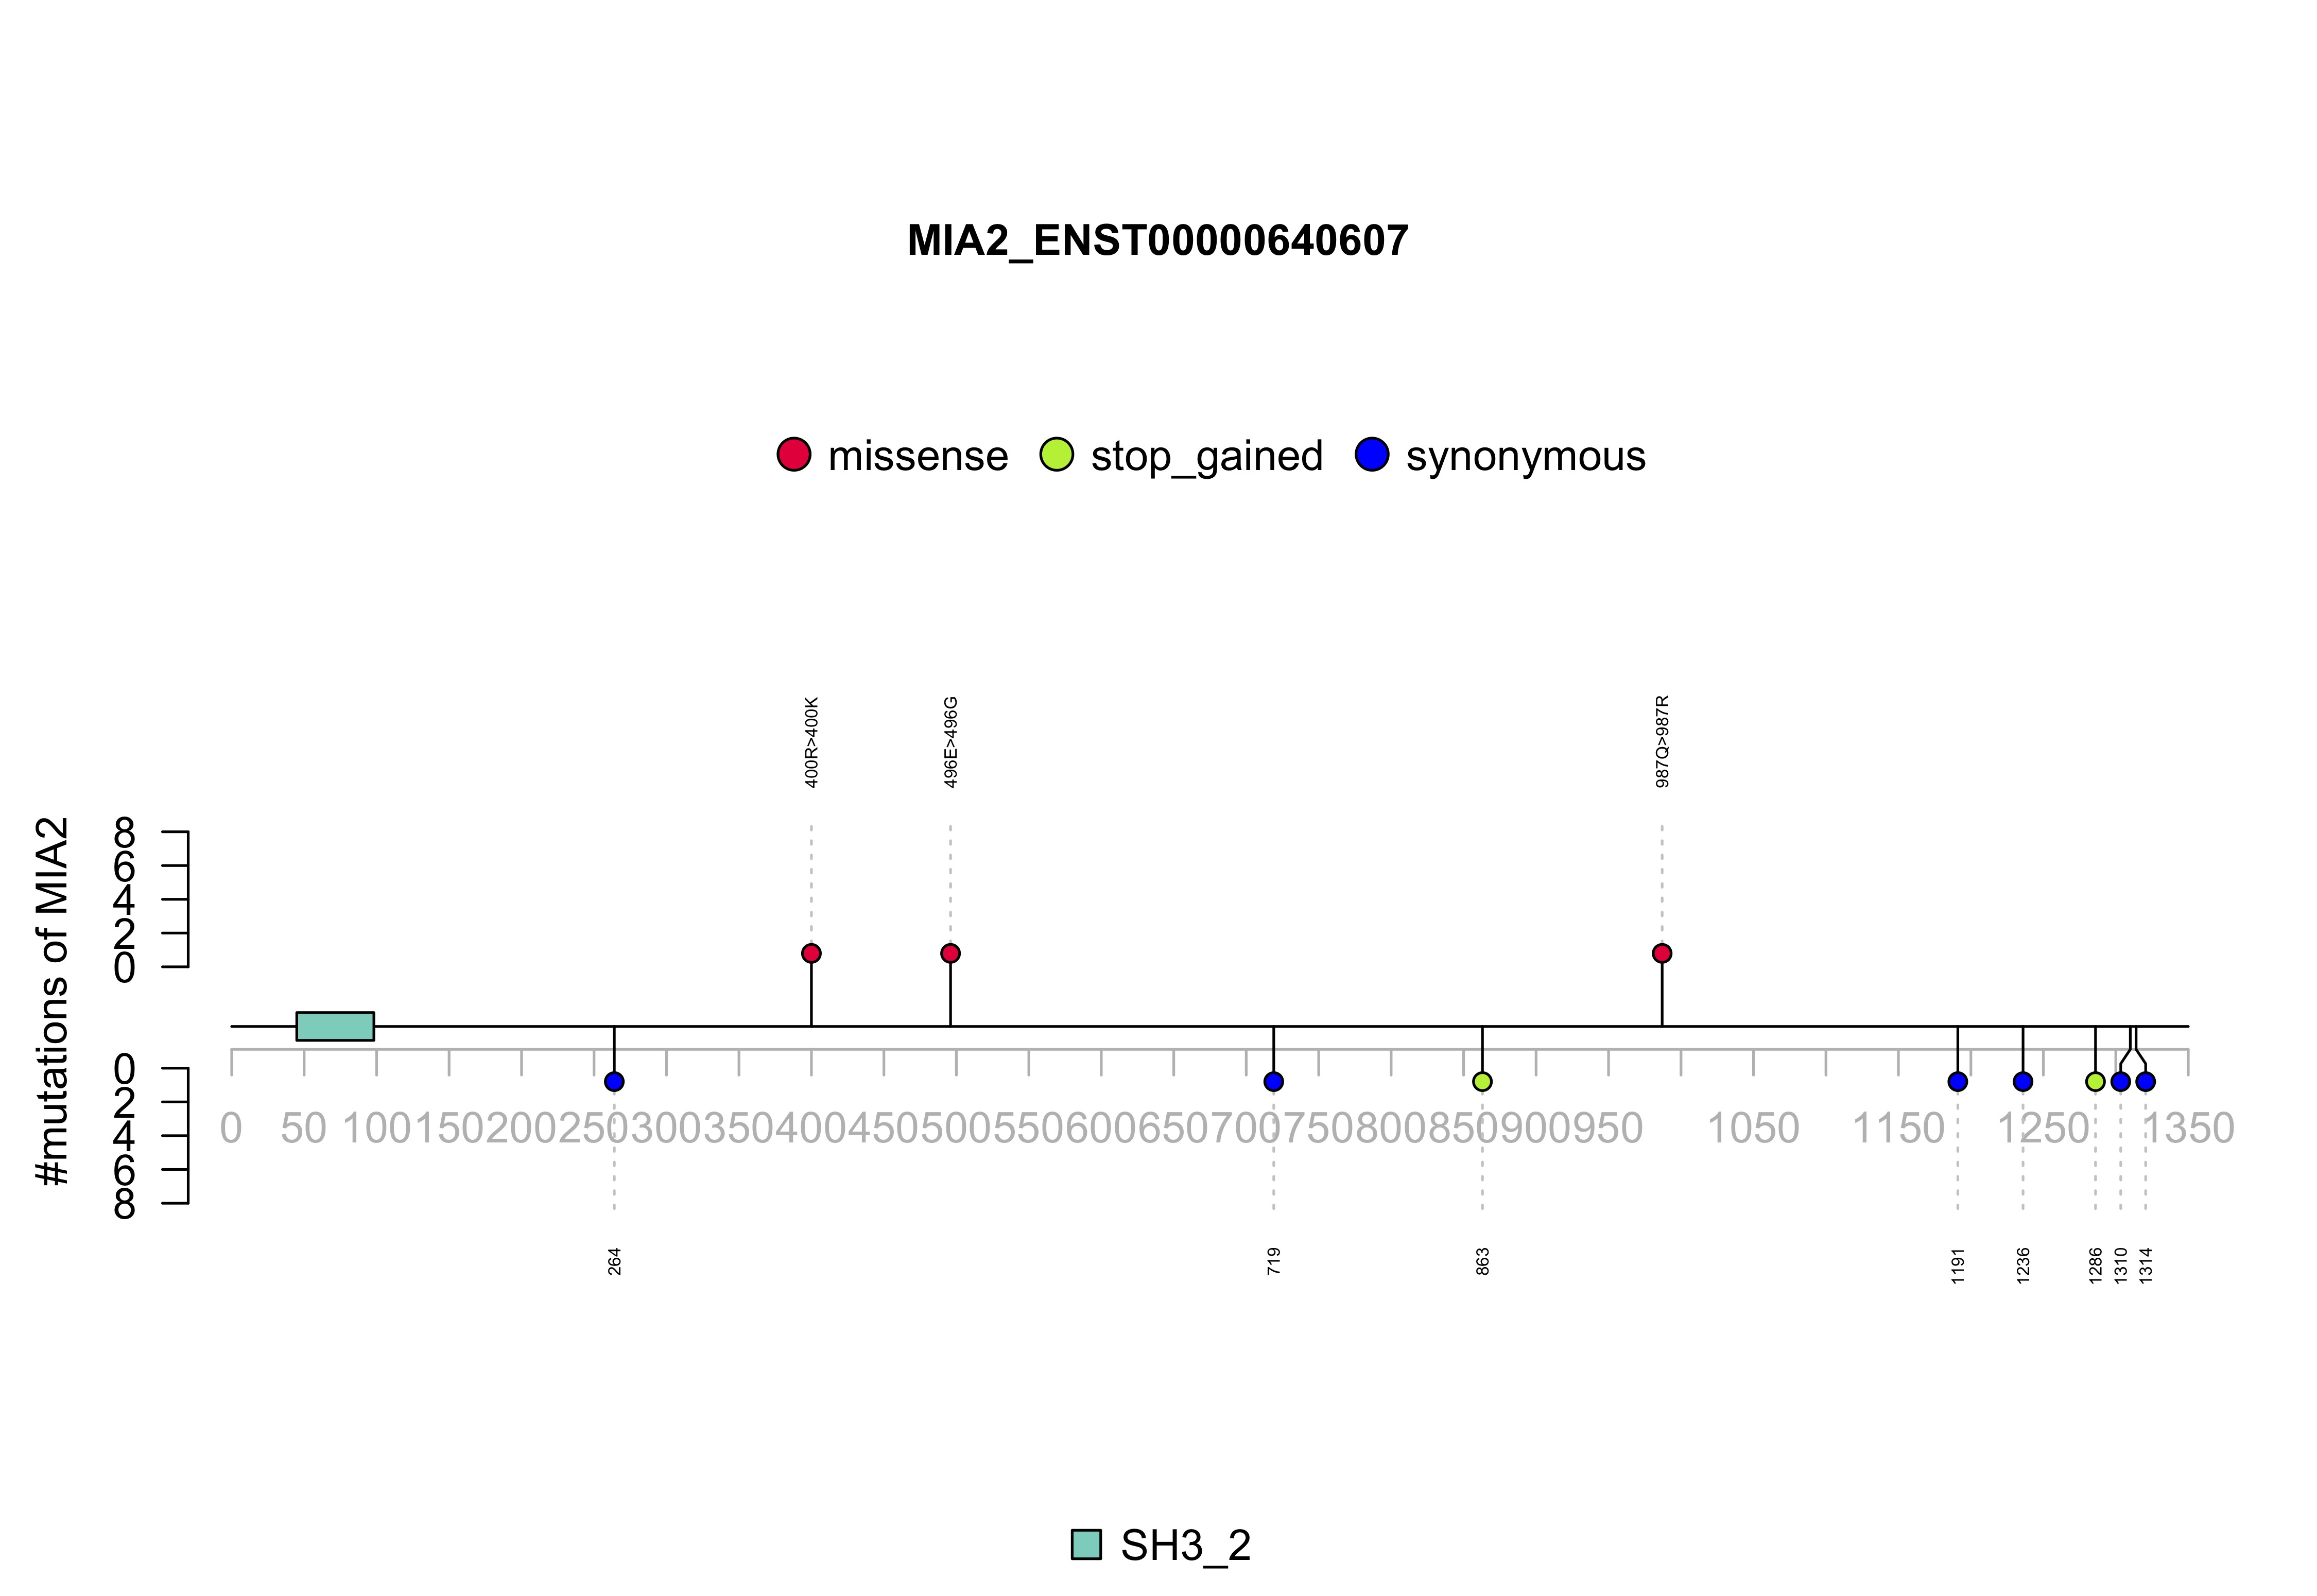 MIA2_ENST00000640607
missense stop_gained synonymous
400R>400K 496E>496G 987Q>987R
#mutations of MIA2
8
6
4
2
0
0
2
4
6
8
0 50 100 150 200 250 300 350 400 450 500 550 600 650 700 750 800 850 900 950 1050 1150 1250 1350
264 719 863 1191 1236 1286 1310 1314
SH3_2